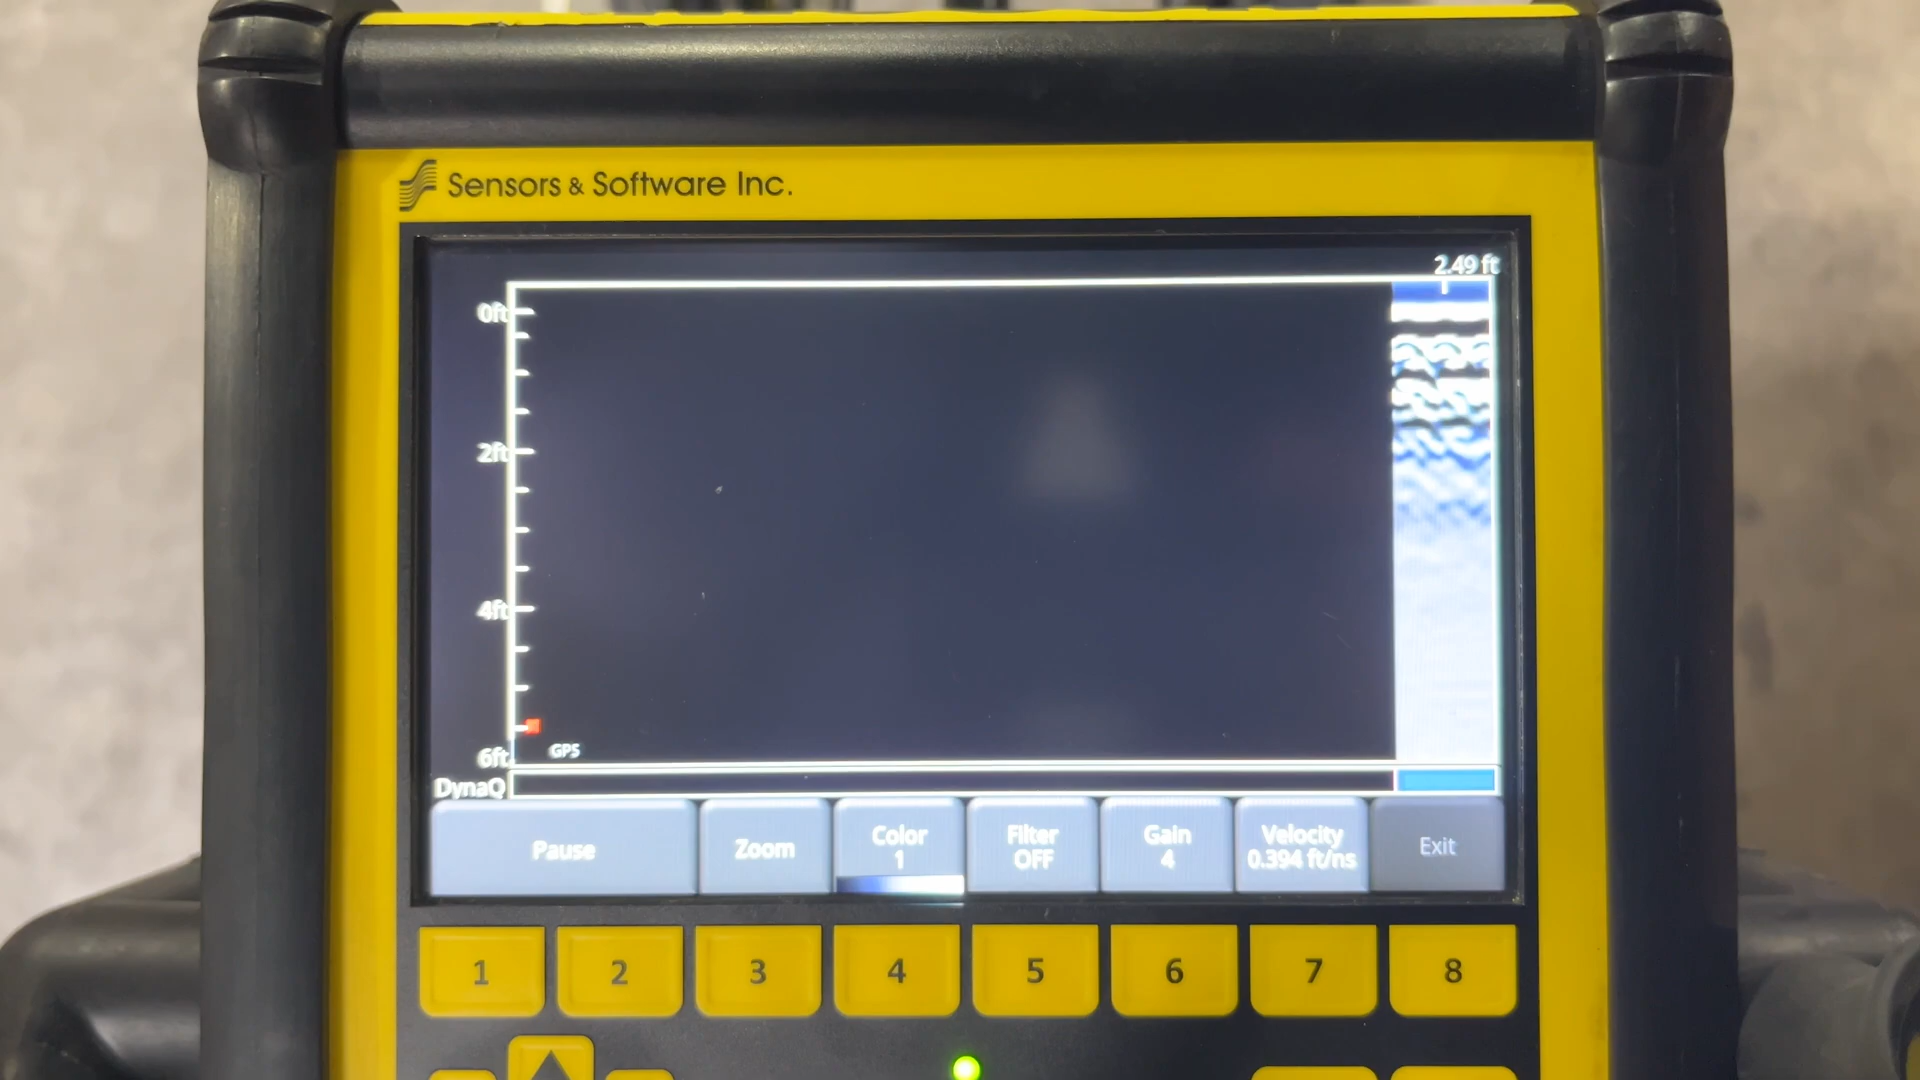 Sensors & Software Inc.
2.49 ft
0ft
2ft
4ft
6ft
GPS
DynaQ
Pause
Zoom
Color
1
Filter
OFF
Gain
4
Velocity
0.394 ft/ns
Exit
1 2 3 4 5 6 7 8